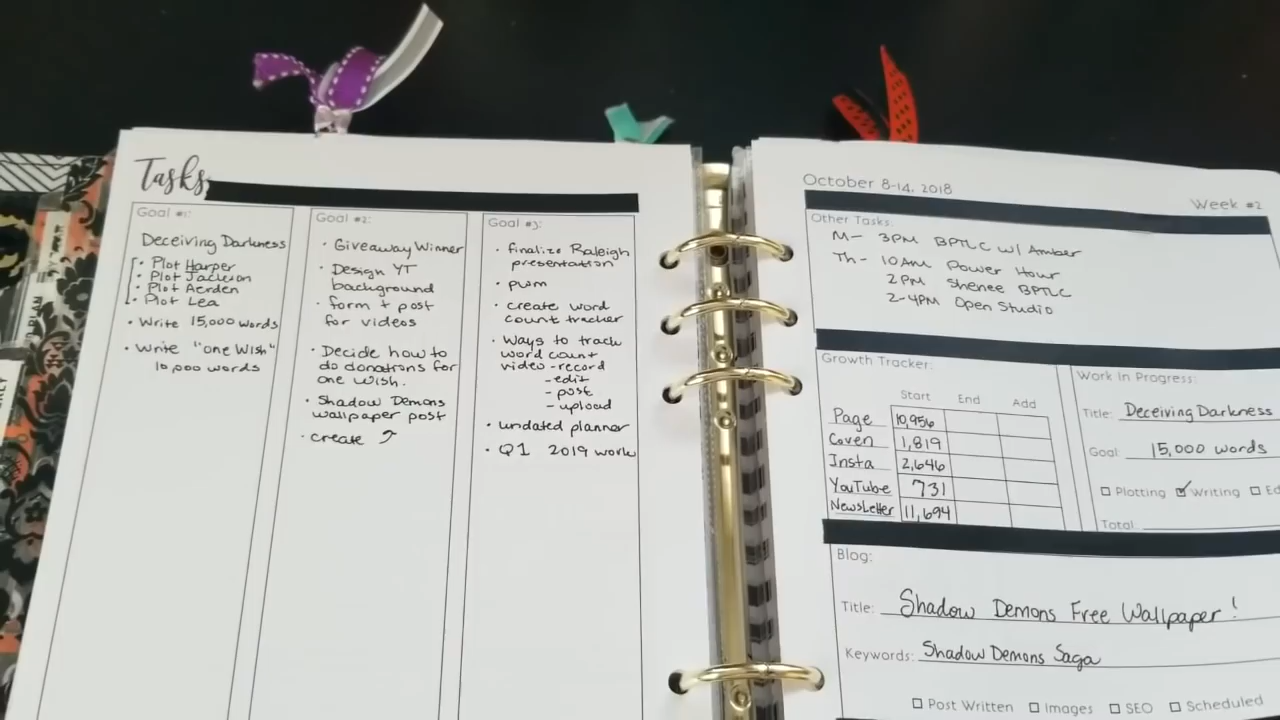 Tasks
Goal #1:
Deceiving Darkness
• Plot Harper
• Plot Jackson
• Plot Aerden
• Plot Lea
• Write 15,000 words
• Write "one Wish"
10,000 words
Goal #2:
• Giveaway Winner
• Design YT
background
• form + post
for videos
• Decide how to
do donations for
one wish.
• Shadow Demons
wallpaper post
• create ⤴
Goal #3:
• finalize Raleigh
presentation
• PWM
• create word
count tracker
• Ways to track
word count
video - record
- edit
- post
- upload
• undated planner
• Q1 2019 work
October 8-14, 2018
Week #2
Other Tasks:
M- 3PM BPTLC w/ Amber
Th- 10AM Power Hour
2PM Shenee BPTLC
2-4PM Open Studio
Growth Tracker:
Start End Add
Page 10,956
Coven 1,819
Insta 2,646
YouTube 731
Newsletter 11,694
Work In Progress:
Title: Deceiving Darkness
Goal: 15,000 words
Plotting Writing Ed
Total
Blog:
Title: Shadow Demons Free Wallpaper!
Keywords: Shadow Demons Saga
Post Written Images SEO Scheduled
PLAN